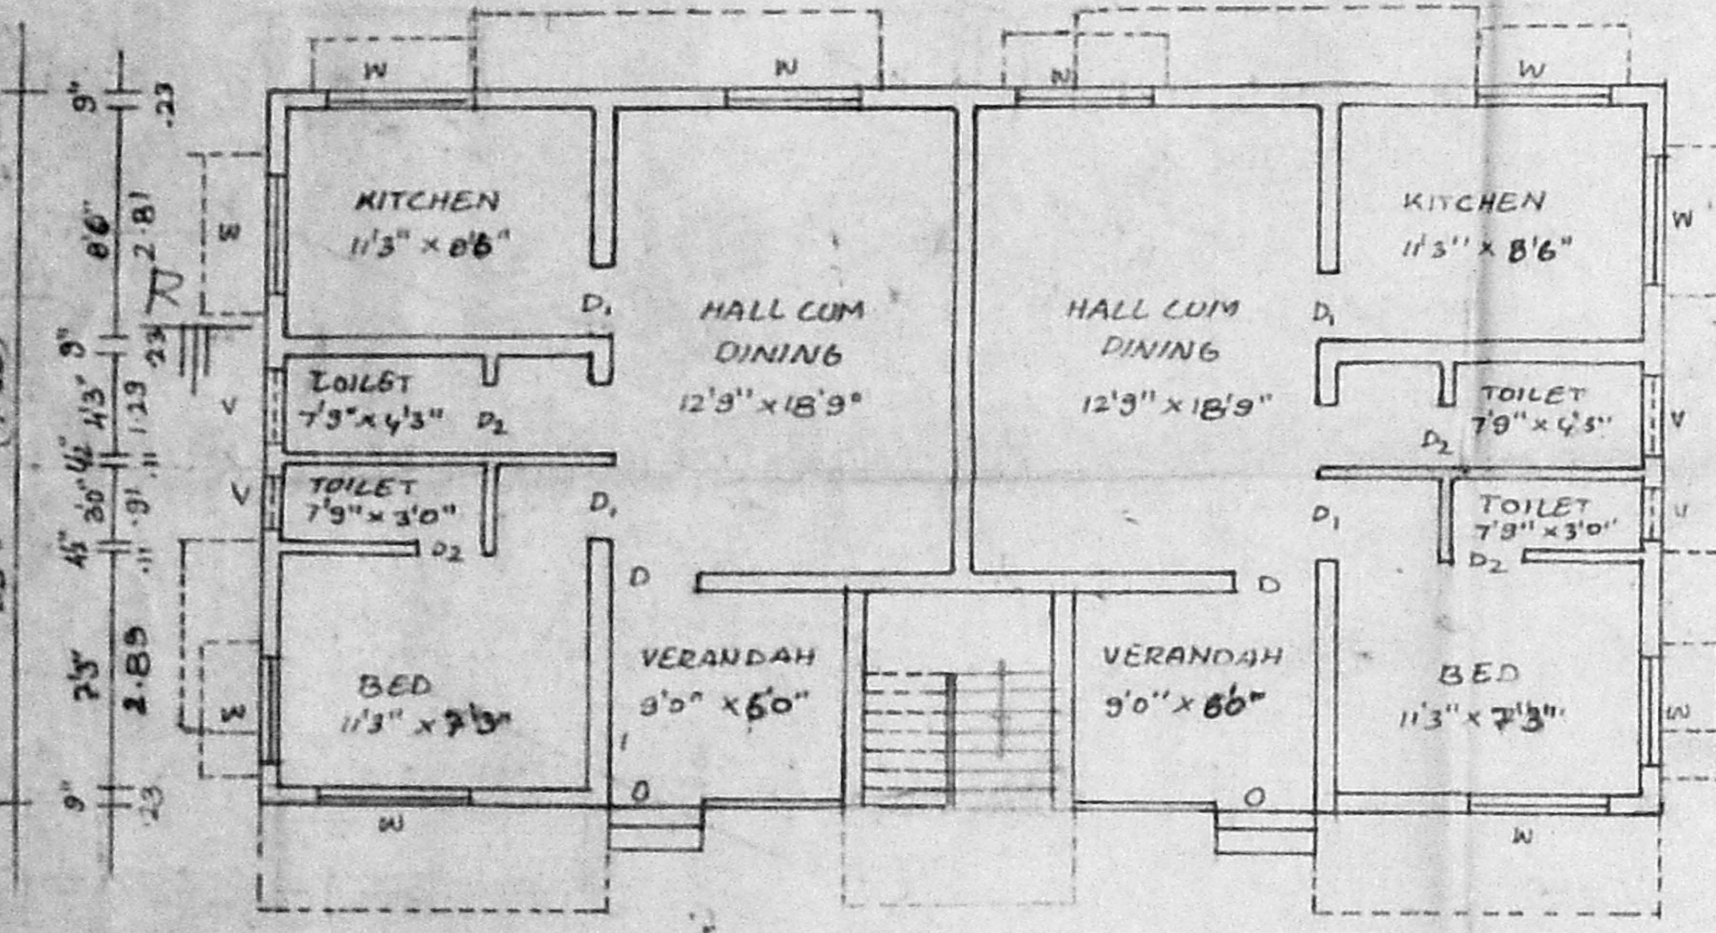 W
W
W
W
9"
.23
8'6"
2.81
9"
.23
4'3"
1.29
4½"
.11
3'0"
.91
4½"
.11
7'3"
2.89
9"
.23
W
KITCHEN
11'3" × 8'6"
D₁
HALL CUM
DINING
12'9" × 18'9"
HALL CUM
DINING
12'9" × 18'9"
KITCHEN
11'3" × 8'6"
D₁
W
V
TOILET
7'9" × 4'3"
D₂
TOILET
7'9" × 4'3"
D₂
V
V
TOILET
7'9" × 3'0"
D₂
D₁
D₁
TOILET
7'9" × 3'0"
D₂
V
D
D
W
BED
11'3" × 7'3"
VERANDAH
9'0" × 6'0"
VERANDAH
9'0" × 6'0"
BED
11'3" × 7'3"
W
O
O
W
W